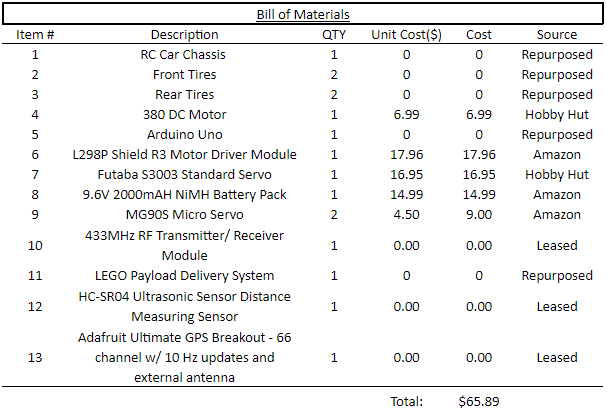 Bill of Materials
Item # Description QTY Unit Cost($) Cost Source
1 RC Car Chassis 1 0 0 Repurposed
2 Front Tires 2 0 0 Repurposed
3 Rear Tires 2 0 0 Repurposed
4 380 DC Motor 1 6.99 6.99 Hobby Hut
5 Arduino Uno 1 0 0 Repurposed
6 L298P Shield R3 Motor Driver Module 1 17.96 17.96 Amazon
7 Futaba S3003 Standard Servo 1 16.95 16.95 Hobby Hut
8 9.6V 2000mAH NiMH Battery Pack 1 14.99 14.99 Amazon
9 MG90S Micro Servo 2 4.50 9.00 Amazon
10 433MHz RF Transmitter/ Receiver
Module 1 0.00 0.00 Leased
11 LEGO Payload Delivery System 1 0 0 Repurposed
12 HC-SR04 Ultrasonic Sensor Distance
Measuring Sensor 1 0.00 0.00 Leased
Adafruit Ultimate GPS Breakout - 66
13 channel w/ 10 Hz updates and 1 0.00 0.00 Leased
external antenna
Total: $65.89